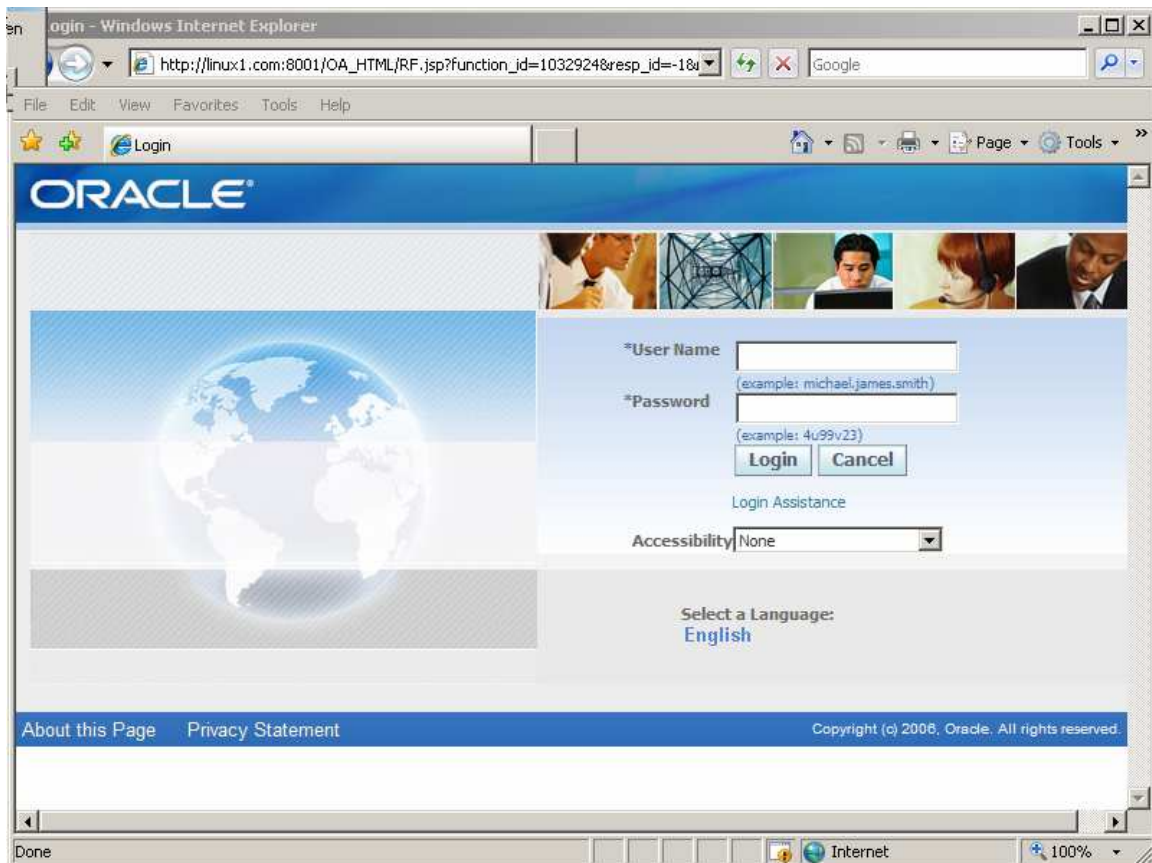 en
ogin - Windows Internet Explorer
http://linux1.com:8001/OA_HTML/RF.jsp?function_id=1032924&resp_id=-1&
Google
File Edit View Favorites Tools Help
Login
Page Tools »
ORACLE®
*User Name
(example: michael.james.smith)
*Password
(example: 4u99v23)
Login Cancel
Login Assistance
Accessibility None
Select a Language:
English
About this Page Privacy Statement Copyright (c) 2006, Oracle. All rights reserved.
Done Internet 100%